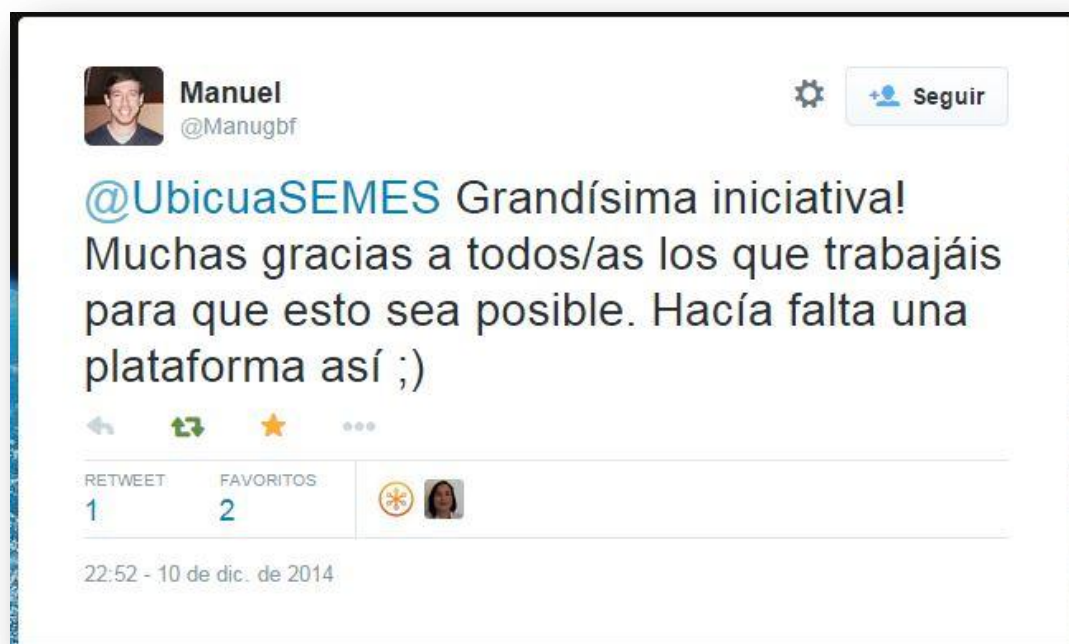 Manuel
@Manugbf
Seguir
@UbicuaSEMES Grandísima iniciativa!
Muchas gracias a todos/as los que trabajáis
para que esto sea posible. Hacía falta una
plataforma así ;)
RETWEET FAVORITOS
1 2
22:52 - 10 de dic. de 2014